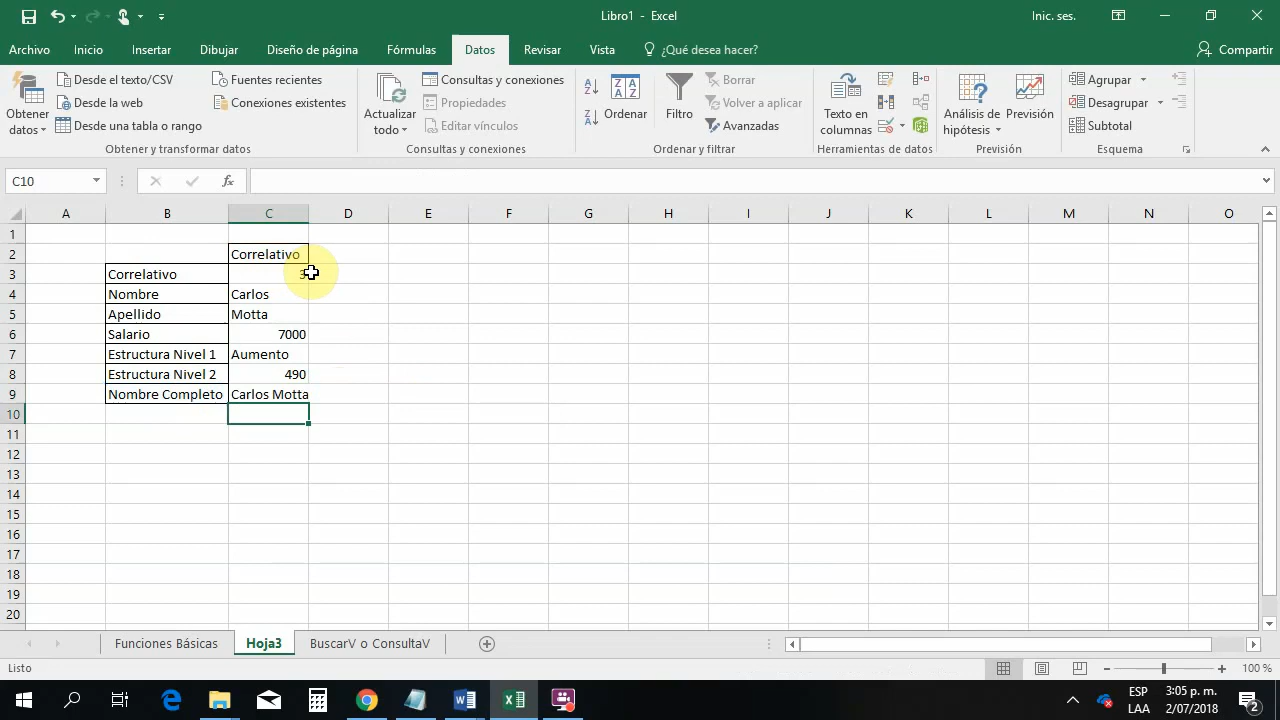 Libro1 - Excel
Inic. ses.
Archivo Inicio Insertar Dibujar Diseño de página Fórmulas Datos Revisar Vista ¿Qué desea hacer? Compartir
Obtener datos
Desde el texto/CSV
Desde la web
Desde una tabla o rango
Fuentes recientes
Conexiones existentes
Obtener y transformar datos
Actualizar todo
Consultas y conexiones
Propiedades
Editar vínculos
Consultas y conexiones
Ordenar
Filtro
Borrar
Volver a aplicar
Avanzadas
Ordenar y filtrar
Texto en columnas
Herramientas de datos
Análisis de hipótesis
Previsión
Previsión
Agrupar
Desagrupar
Subtotal
Esquema
C10 fx
A B C D E F G H I J K L M N O
1
2 Correlativo
3 Correlativo 3
4 Nombre Carlos
5 Apellido Motta
6 Salario 7000
7 Estructura Nivel 1 Aumento
8 Estructura Nivel 2 490
9 Nombre Completo Carlos Motta
10
11
12
13
14
15
16
17
18
19
20
Funciones Básicas Hoja3 BuscarV o ConsultaV
Listo
100 %
ESP 3:05 p. m.
LAA 2/07/2018
2